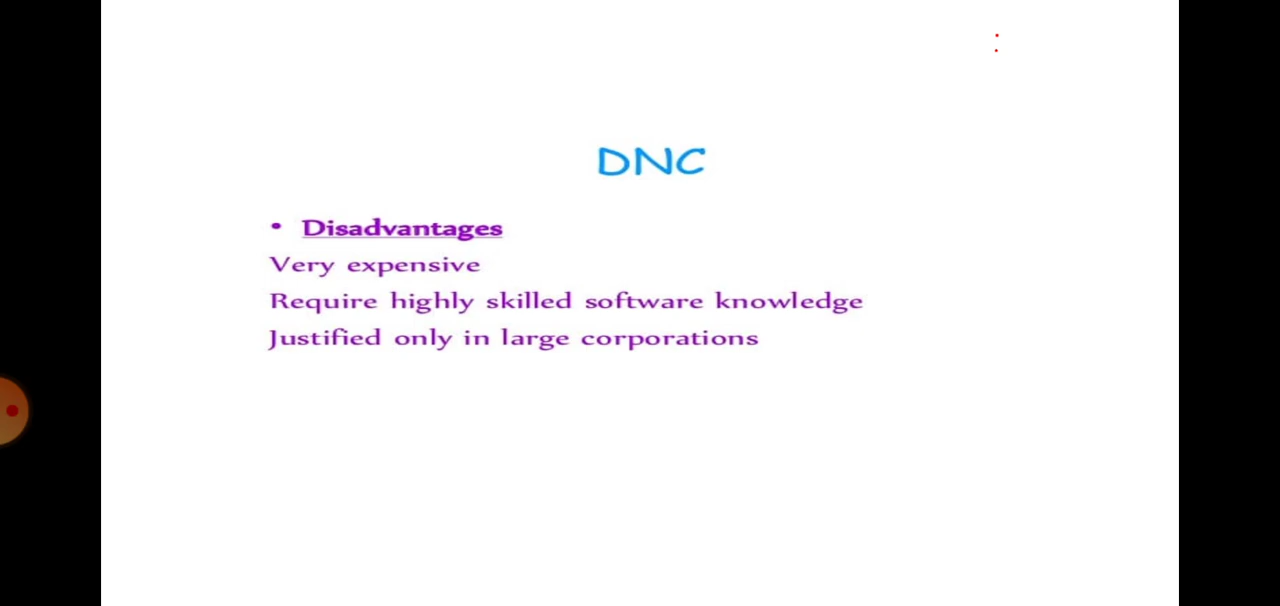 DNC
• Disadvantages
Very expensive
Require highly skilled software knowledge
Justified only in large corporations